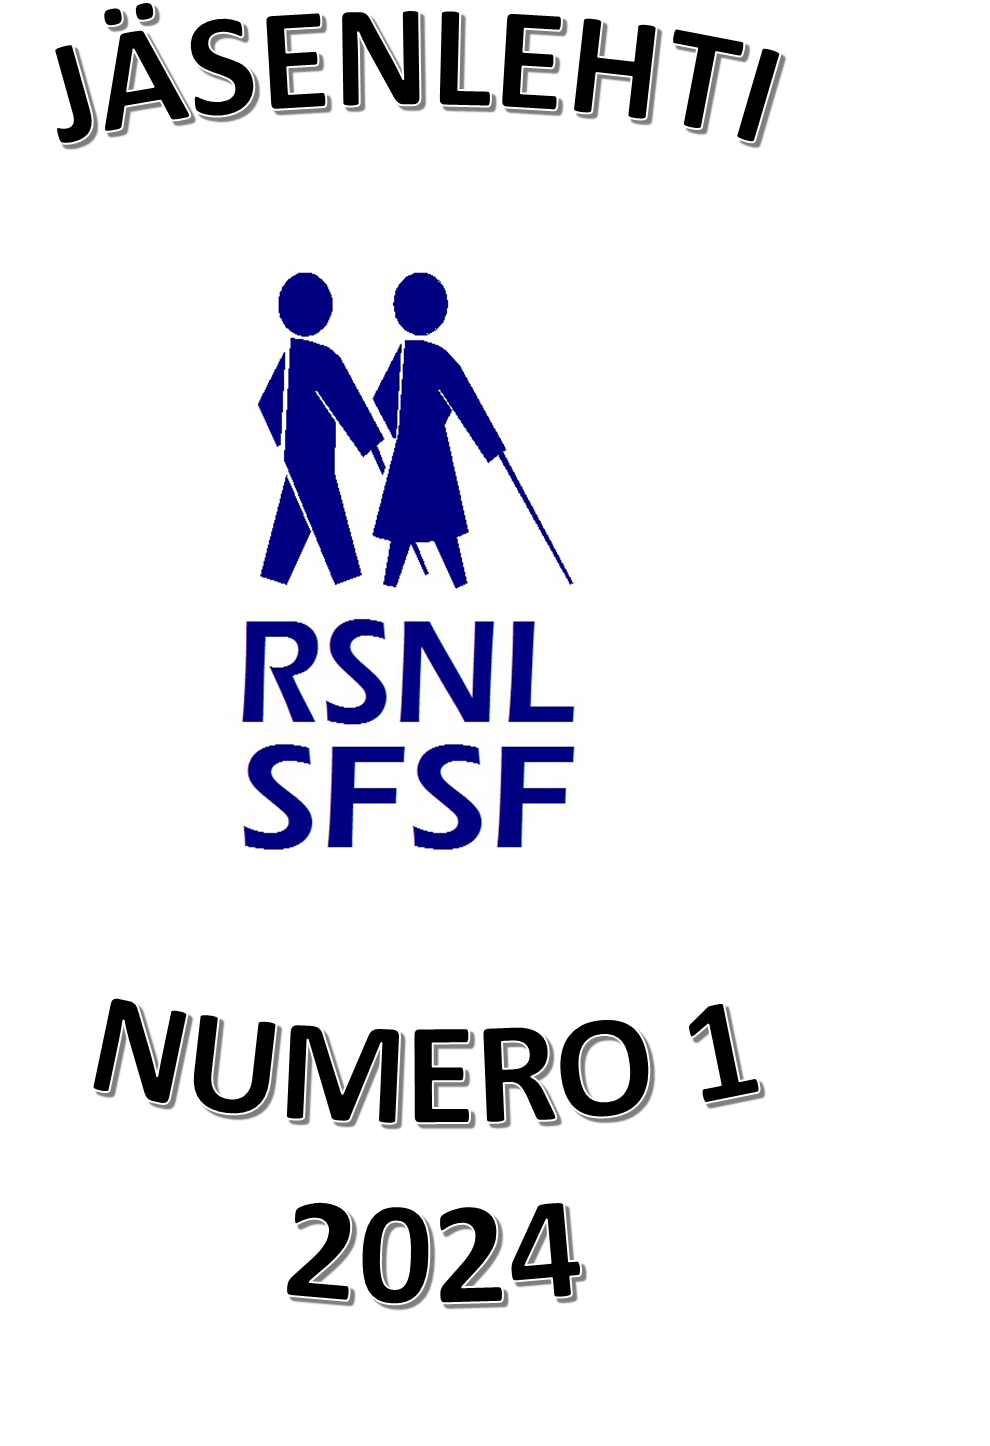 JÄSENLEHTI
RSNL
SFSF
NUMERO 1
2024